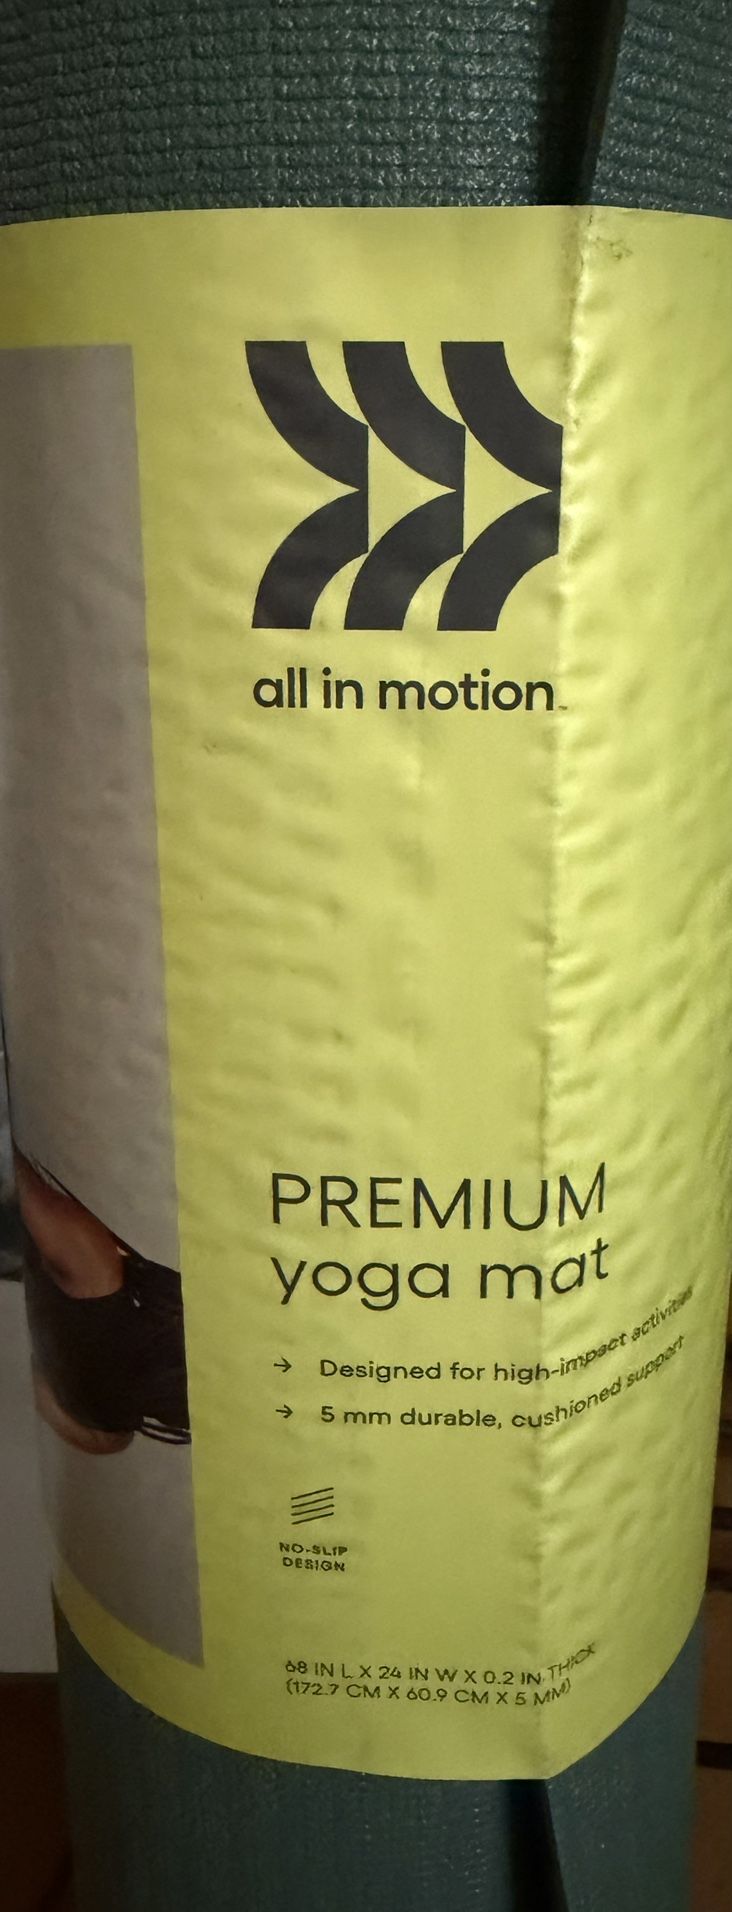 all in motion™
PREMIUM
yoga mat
→ Designed for high-impact activities
→ 5 mm durable, cushioned support
NO-SLIP
DESIGN
68 IN L X 24 IN W X 0.2 IN THICK
(172.7 CM X 60.9 CM X 5 MM)